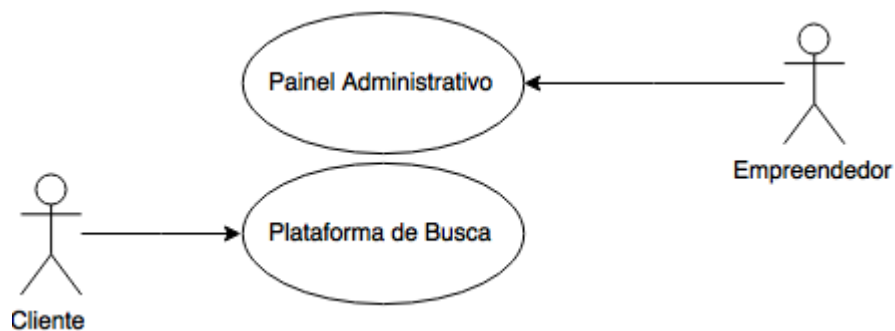 Painel Administrativo
Empreendedor
Plataforma de Busca
Cliente